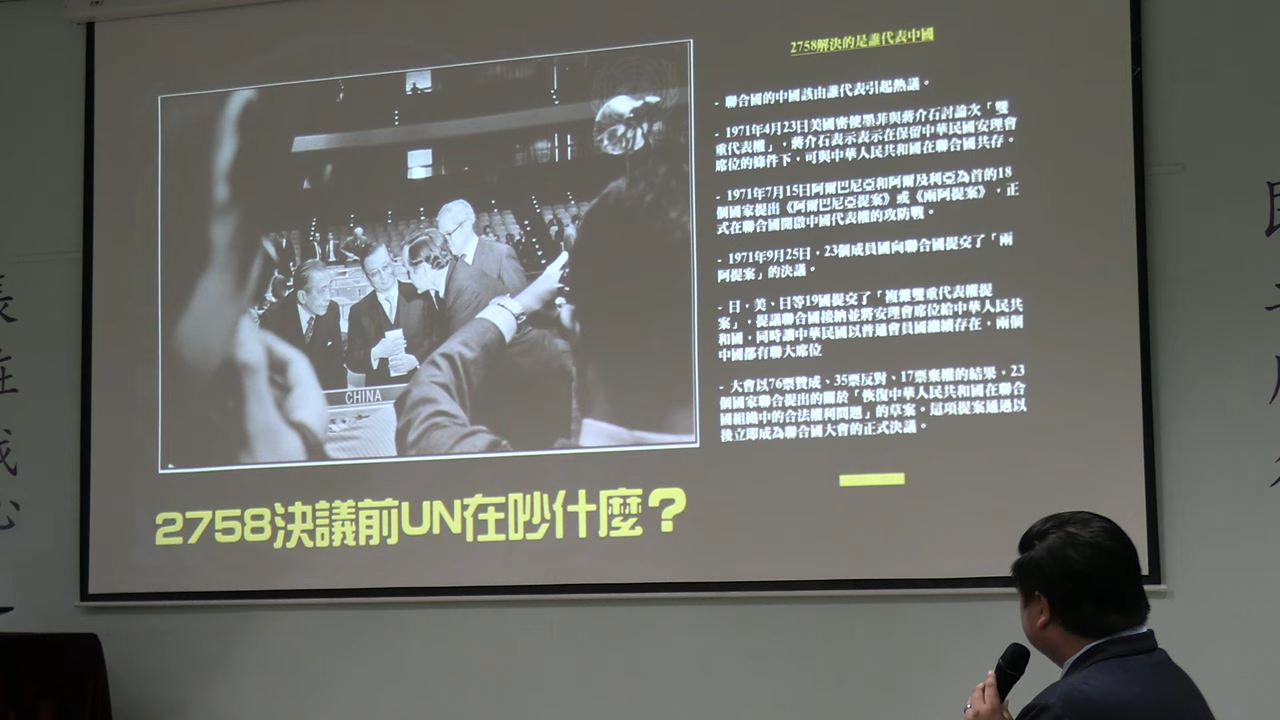 2758解決的是誰代表中國
- 聯合國的中國該由誰代表引起熱議。
- 1971年4月23日美國密使墨菲與蔣介石討論次「雙
重代表權」，蔣介石表示表示在保留中華民國安理會
席位的條件下，可與中華人民共和國在聯合國共存。
- 1971年7月15日阿爾巴尼亞和阿爾及利亞為首的18
個國家提出《阿爾巴尼亞提案》或《兩阿提案》，正
式在聯合國開啟中國代表權的攻防戰。
- 1971年9月25日，23個成員國向聯合國提交了「兩
阿提案」的決議。
- 日，美，日等19國提交了「複雜雙重代表權提
案」，提議聯合國接納並將安理會席位給中華人民共
和國，同時讓中華民國以普通會員國繼續存在，兩個
中國都有聯大席位
- 大會以76票贊成、35票反對、17票棄權的結果，23
個國家聯合提出的關於「恢復中華人民共和國在聯合
國組織中的合法權利問題」的草案。這項提案通過以
後立即成為聯合國大會的正式決議。
CHINA
2758決議前UN在吵什麼？